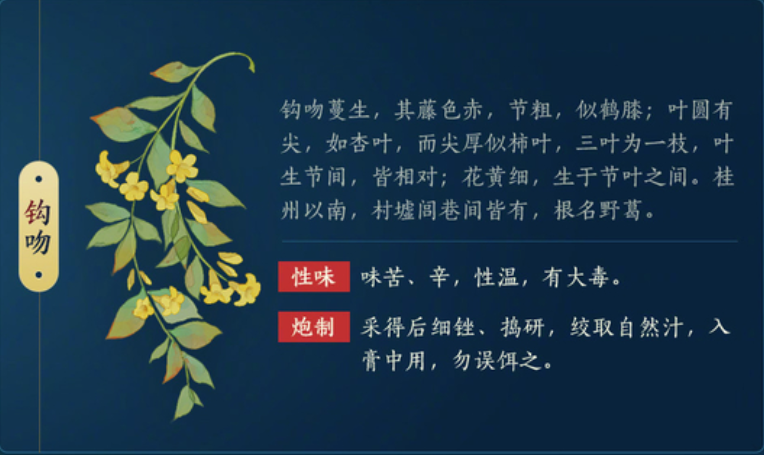 钩吻
钩吻蔓生，其藤色赤，节粗，似鹤膝；叶圆有
尖，如杏叶，而尖厚似柿叶，三叶为一枝，叶
生节间，皆相对；花黄细，生于节叶之间。桂
州以南，村墟闾巷间皆有，根名野葛。
性味 味苦、辛，性温，有大毒。
炮制 采得后细锉、捣研，绞取自然汁，入
膏中用，勿误饵之。